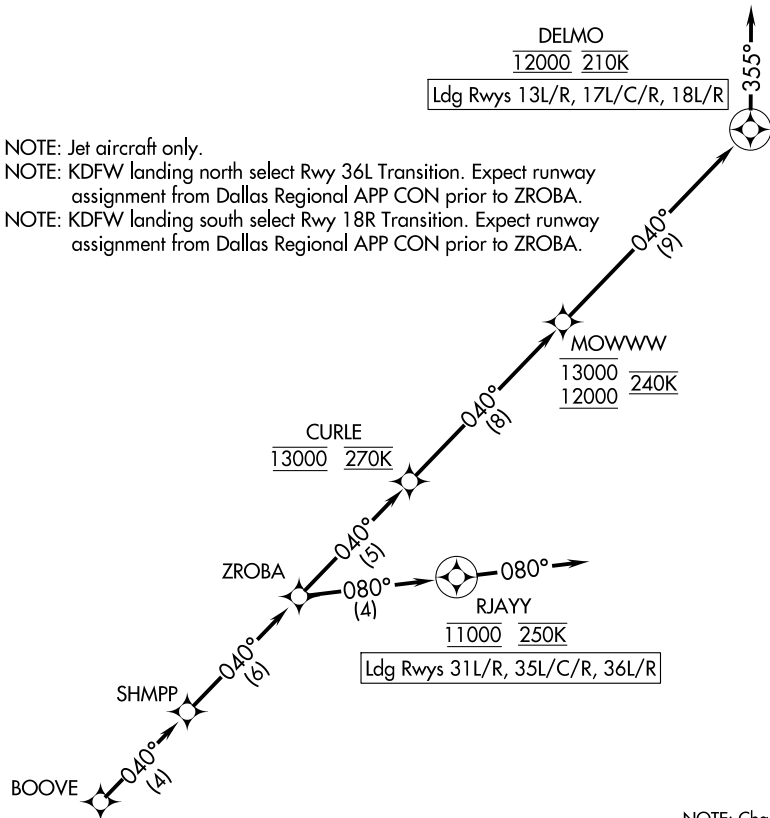 DELMO
12000 210K
Ldg Rwys 13L/R, 17L/C/R, 18L/R
355°
NOTE: Jet aircraft only.
NOTE: KDFW landing north select Rwy 36L Transition. Expect runway
assignment from Dallas Regional APP CON prior to ZROBA.
NOTE: KDFW landing south select Rwy 18R Transition. Expect runway
assignment from Dallas Regional APP CON prior to ZROBA.
040°
(9)
MOWWW
13000
12000
240K
040°
(8)
CURLE
13000 270K
040°
(5)
ZROBA
080°
(4)
080°
RJAYY
11000 250K
Ldg Rwys 31L/R, 35L/C/R, 36L/R
040°
(6)
SHMPP
040°
(4)
BOOVE
NOTE: